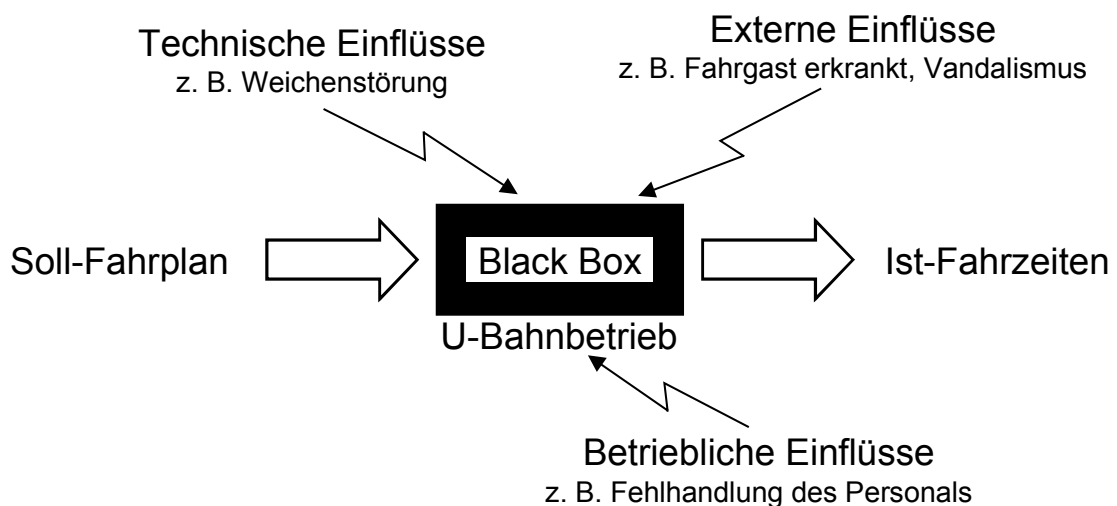 Technische Einflüsse
z. B. Weichenstörung
Externe Einflüsse
z. B. Fahrgast erkrankt, Vandalismus
Soll-Fahrplan
Black Box
Ist-Fahrzeiten
U-Bahnbetrieb
Betriebliche Einflüsse
z. B. Fehlhandlung des Personals